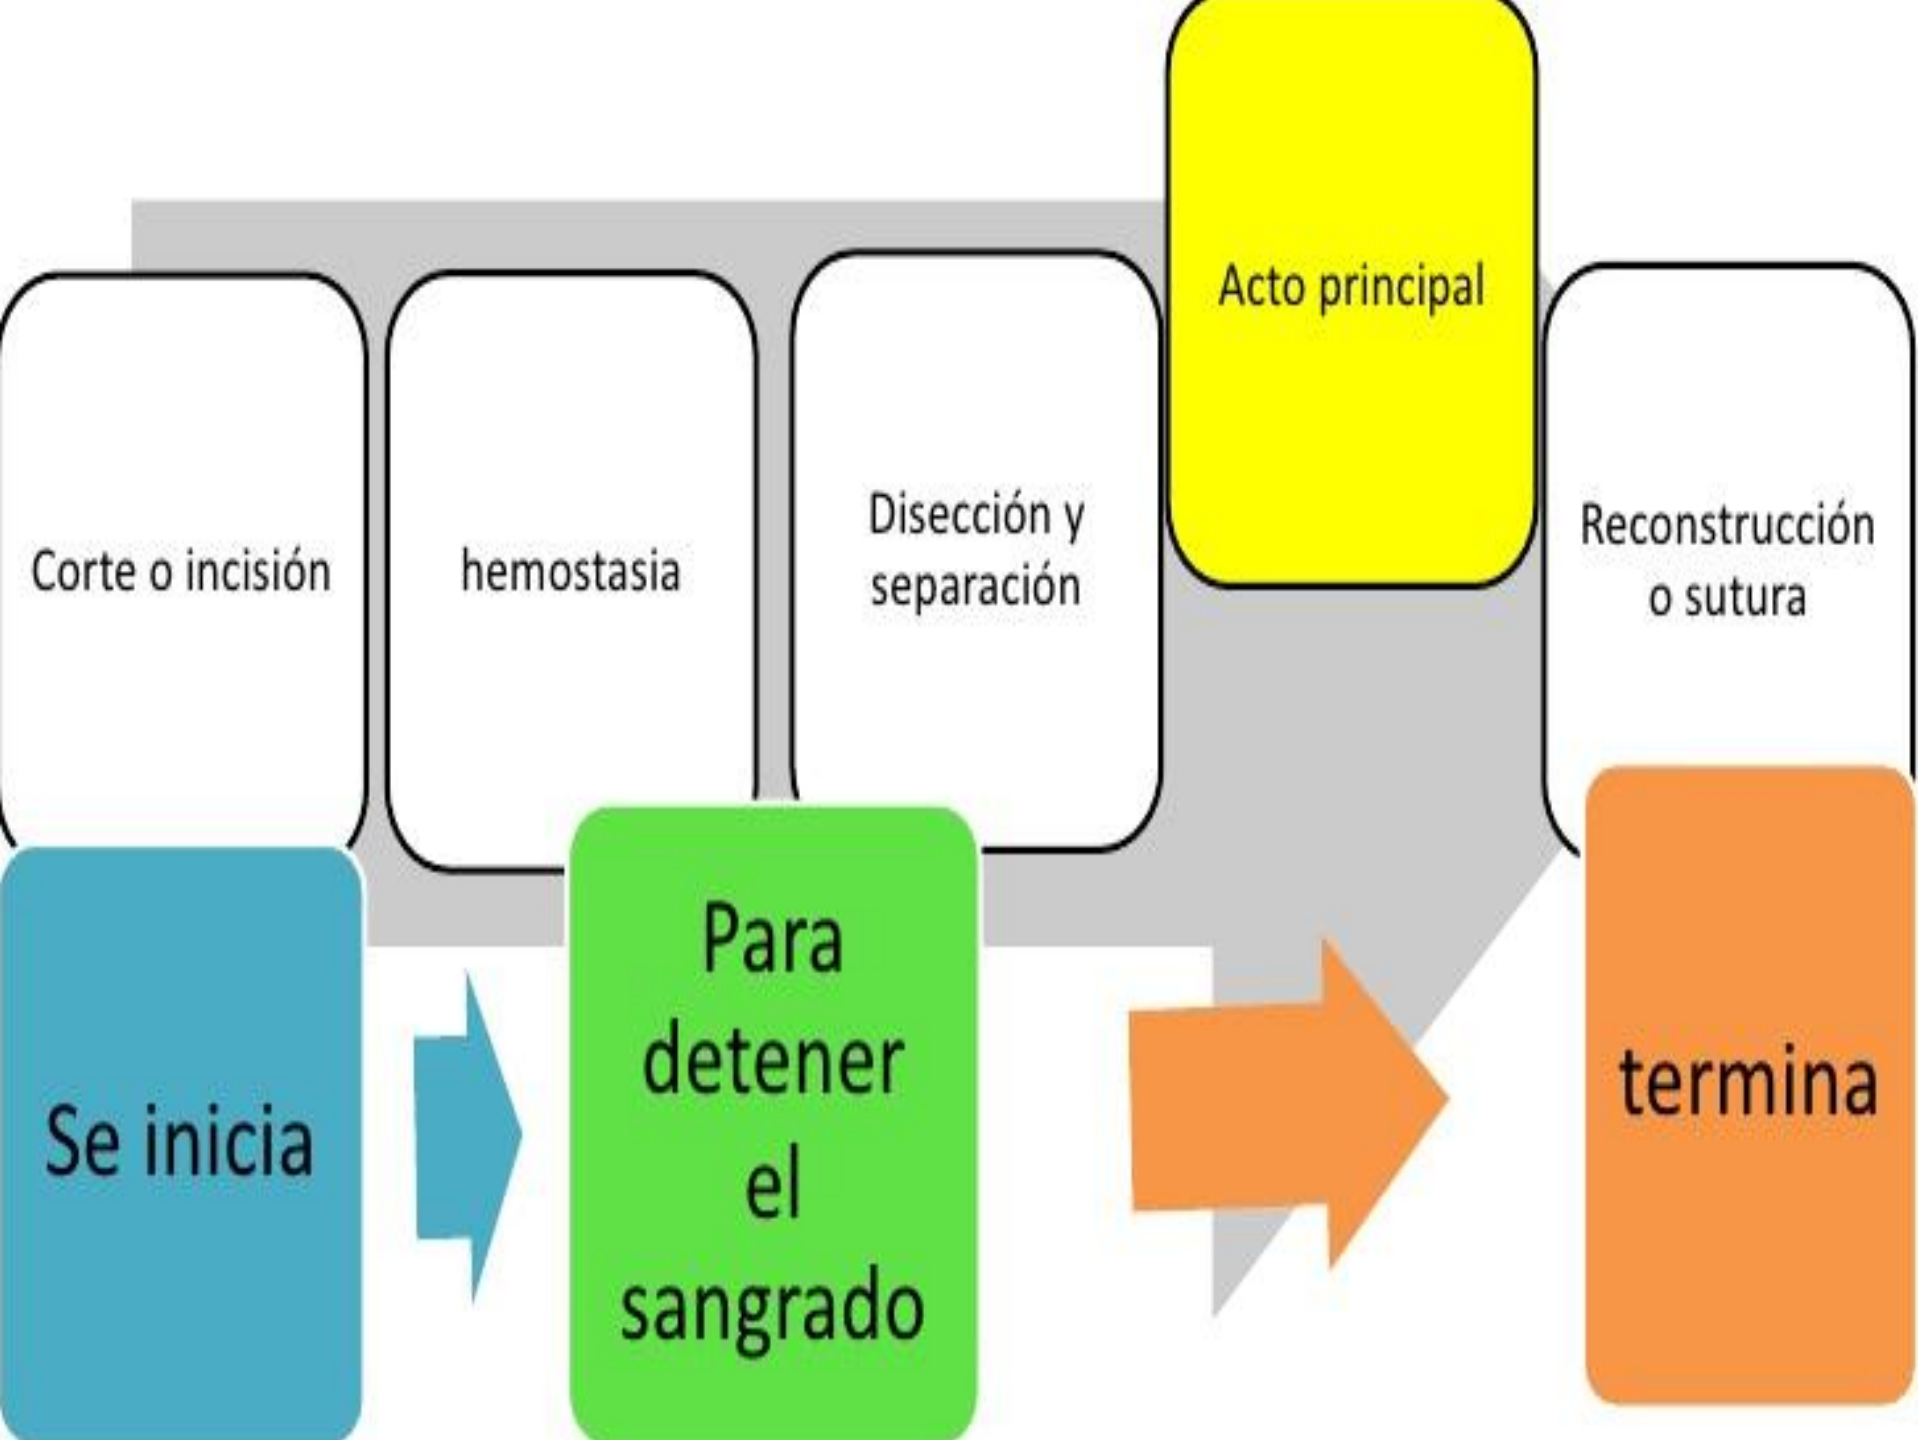 Acto principal
Corte o incisión
hemostasia
Disección y
separación
Reconstrucción
o sutura
Se inicia
Para
detener
el
sangrado
termina